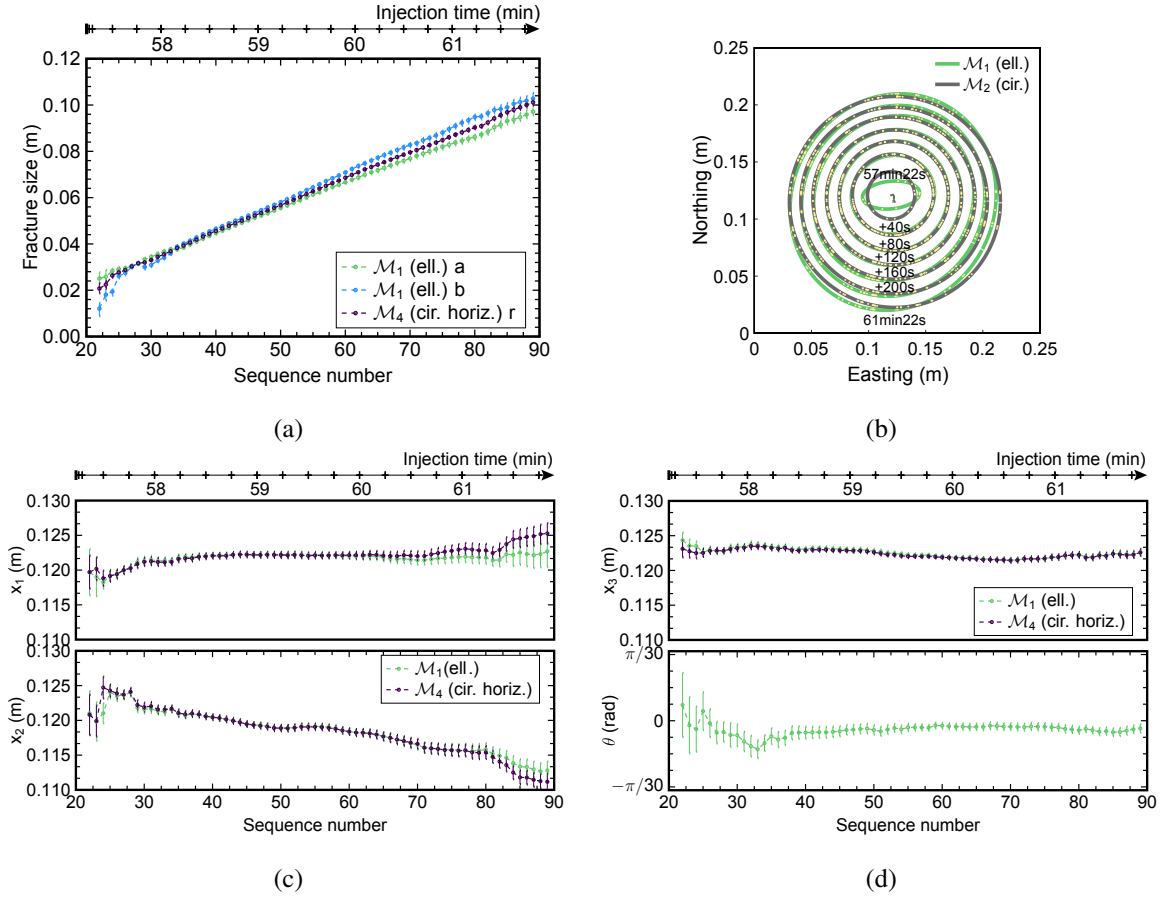 Injection time (min)
58 59 60 61
0.12
0.10
0.08
0.06
0.04
0.02
0.00
Fracture size (m)
ℳ₁ (ell.) a
ℳ₁ (ell.) b
ℳ₄ (cir. horiz.) r
20 30 40 50 60 70 80 90
Sequence number
(a)
0.25
0.2
0.15
0.1
0.05
0
Northing (m)
ℳ₁ (ell.)
ℳ₂ (cir.)
57min22s
+40s
+80s
+120s
+160s
+200s
61min22s
0 0.05 0.1 0.15 0.2 0.25
Easting (m)
(b)
Injection time (min)
58 59 60 61
0.130
0.125
0.120
0.115
0.110
x₁ (m)
0.130
0.125
0.120
0.115
0.110
x₂ (m)
ℳ₁(ell.)
ℳ₄ (cir. horiz.)
20 30 40 50 60 70 80 90
Sequence number
(c)
Injection time (min)
58 59 60 61
0.130
0.125
0.120
0.115
0.110
x₃ (m)
ℳ₁ (ell.)
ℳ₄ (cir. horiz.)
π/30
0
−π/30
θ (rad)
20 30 40 50 60 70 80 90
Sequence number
(d)